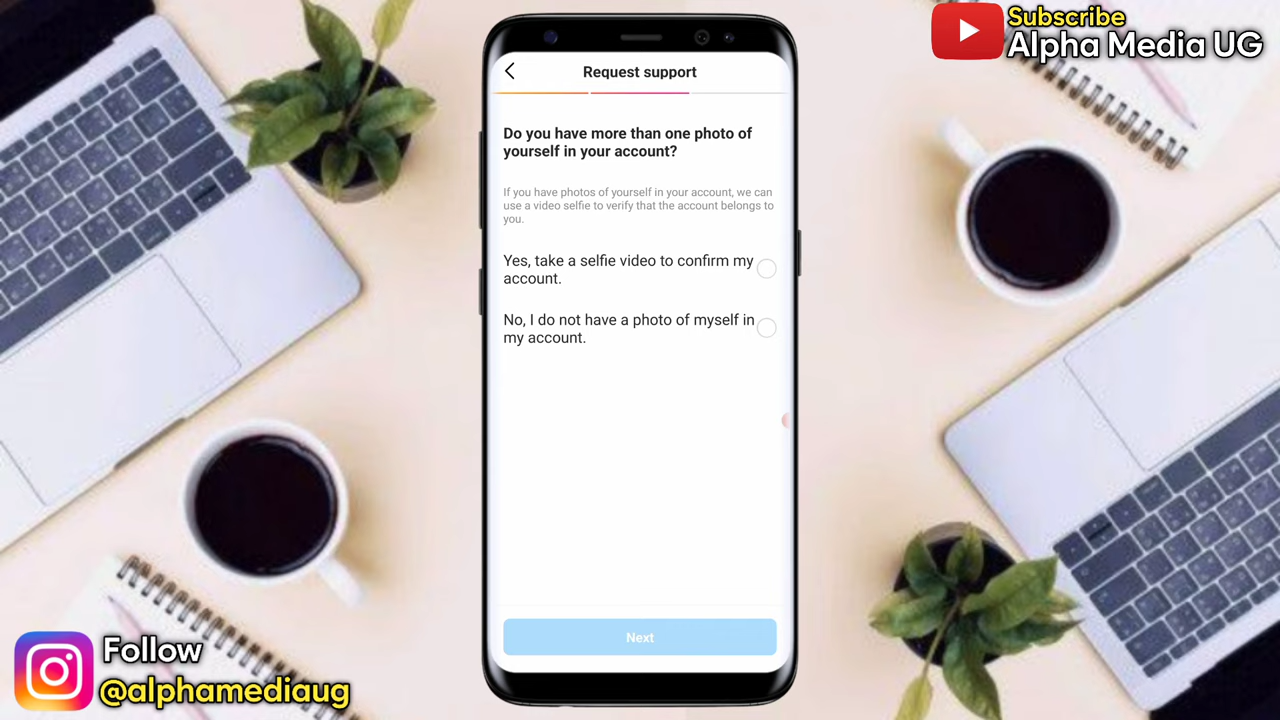 Subscribe
Alpha Media UG
Request support
Do you have more than one photo of
yourself in your account?
If you have photos of yourself in your account, we can
use a video selfie to verify that the account belongs to
you.
Yes, take a selfie video to confirm my
account.
No, I do not have a photo of myself in
my account.
Next
Follow
@alphamediaug